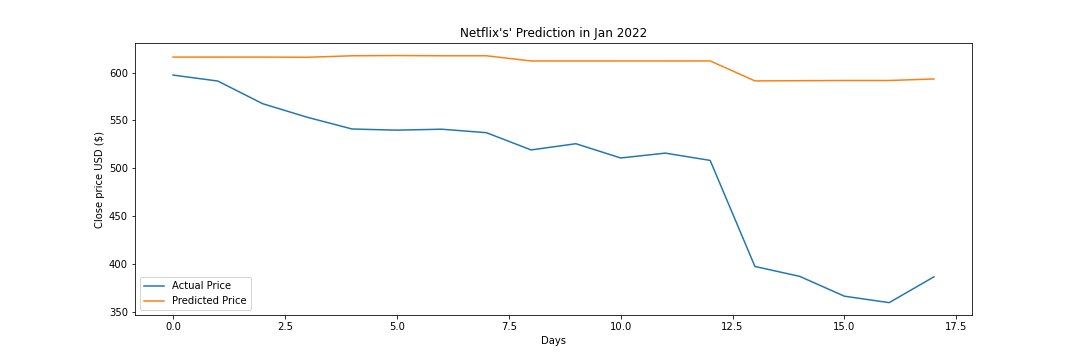 Netflix's' Prediction in Jan 2022
600
550
500
450
400
350
Close price USD ($)
Actual Price
Predicted Price
0.0 2.5 5.0 7.5 10.0 12.5 15.0 17.5
Days